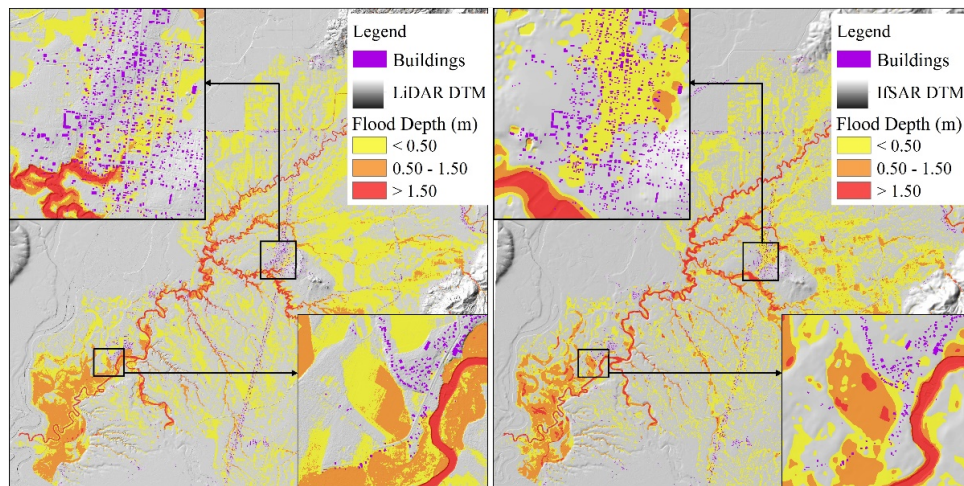 Legend
Buildings
LiDAR DTM
Flood Depth (m)
< 0.50
0.50 - 1.50
> 1.50
Legend
Buildings
IfSAR DTM
Flood Depth (m)
< 0.50
0.50 - 1.50
> 1.50